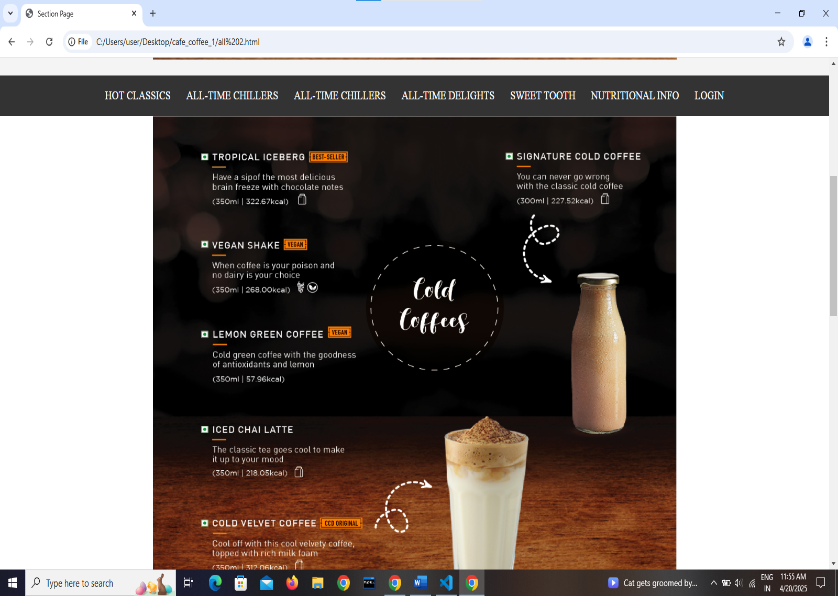 Section Page
File
C:/Users/user/Desktop/cafe_coffee_1/all%202.html
HOT CLASSICS
ALL-TIME CHILLERS
ALL-TIME CHILLERS
ALL-TIME DELIGHTS
SWEET TOOTH
NUTRITIONAL INFO
LOGIN
TROPICAL ICEBERG BEST-SELLER
Have a sipof the most delicious
brain freeze with chocolate notes
(350ml | 322.67kcal)
VEGAN SHAKE VEGAN
When coffee is your poison and
no dairy is your choice
(350ml | 268.00kcal)
LEMON GREEN COFFEE VEGAN
Cold green coffee with the goodness
of antioxidants and lemon
(350ml | 57.96kcal)
ICED CHAI LATTE
The classic tea goes cool to make
it up to your mood
(350ml | 218.05kcal)
COLD VELVET COFFEE CCD ORIGINAL
Cool off with this cool velvety coffee,
topped with rich milk foam
(350ml | 312.06kcal)
Cold
Coffees
SIGNATURE COLD COFFEE
You can never go wrong
with the classic cold coffee
(300ml | 227.52kcal)
Type here to search
Cat gets groomed by...
ENG
IN
11:55 AM
4/20/2025